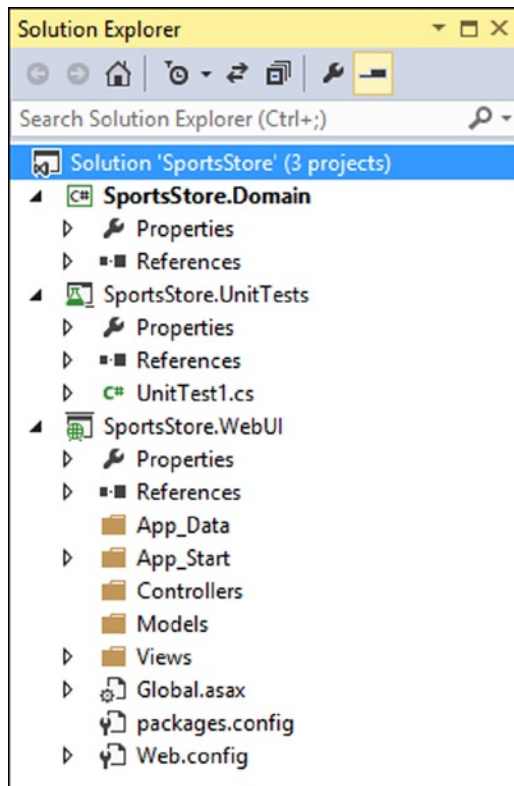 Solution Explorer
Search Solution Explorer (Ctrl+;)
Solution 'SportsStore' (3 projects)
C# SportsStore.Domain
Properties
References
SportsStore.UnitTests
Properties
References
C# UnitTest1.cs
SportsStore.WebUI
Properties
References
App_Data
App_Start
Controllers
Models
Views
Global.asax
packages.config
Web.config